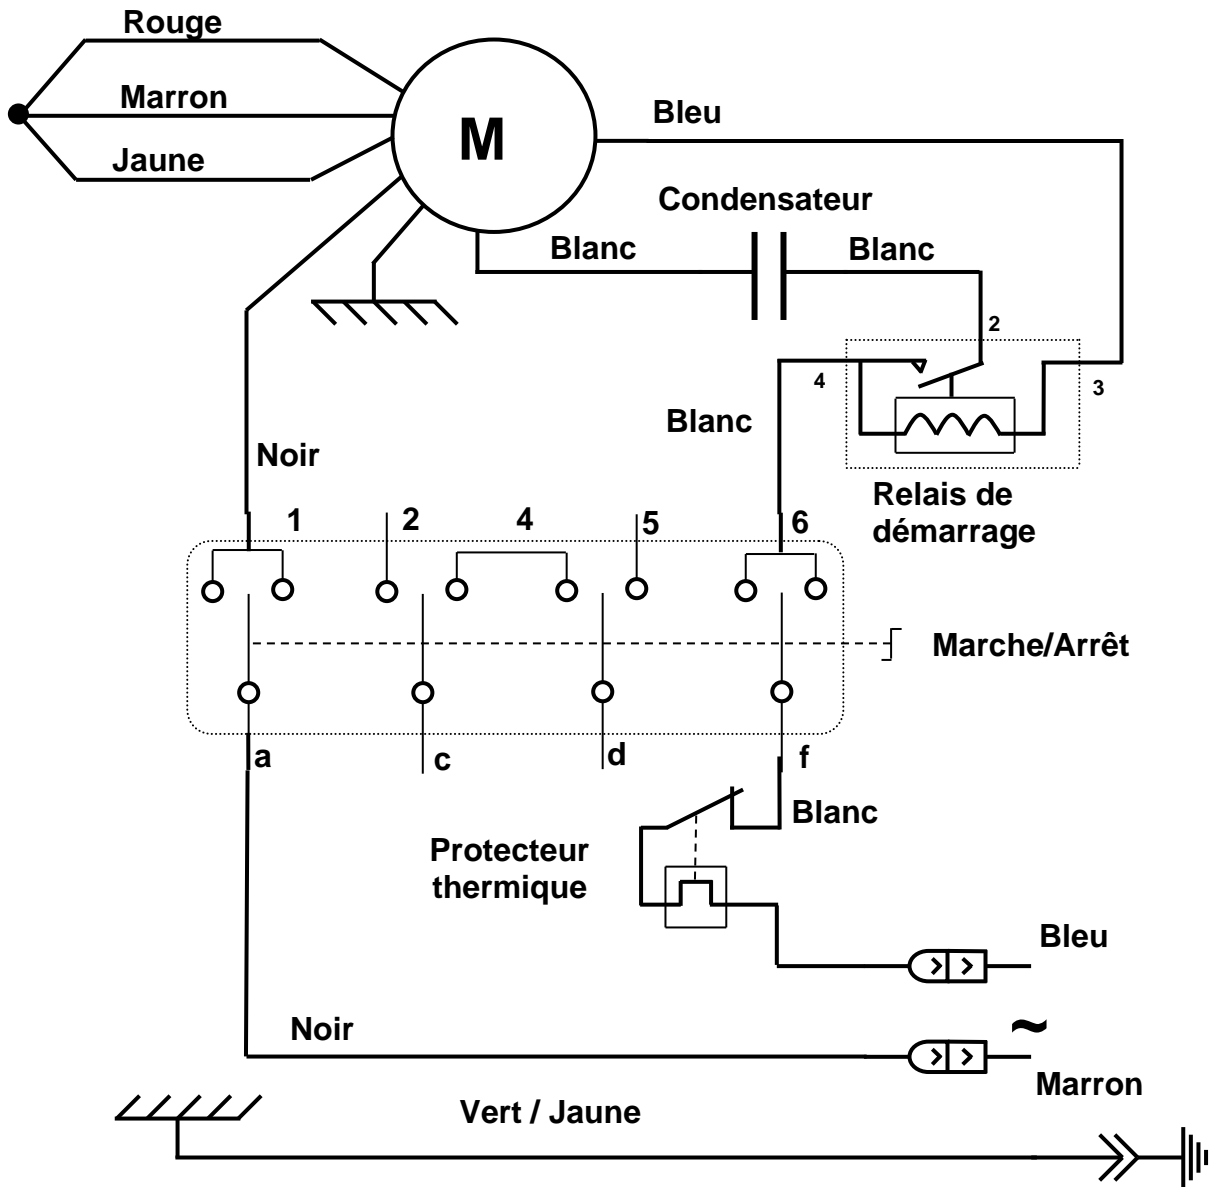 Rouge
Marron
Jaune
M
Bleu
Condensateur
Blanc
Blanc
2
4
3
Blanc
Noir
Relais de
démarrage
1
2
4
5
6
Marche/Arrêt
a
c
d
f
Blanc
Protecteur
thermique
Bleu
Noir
~
Marron
Vert / Jaune